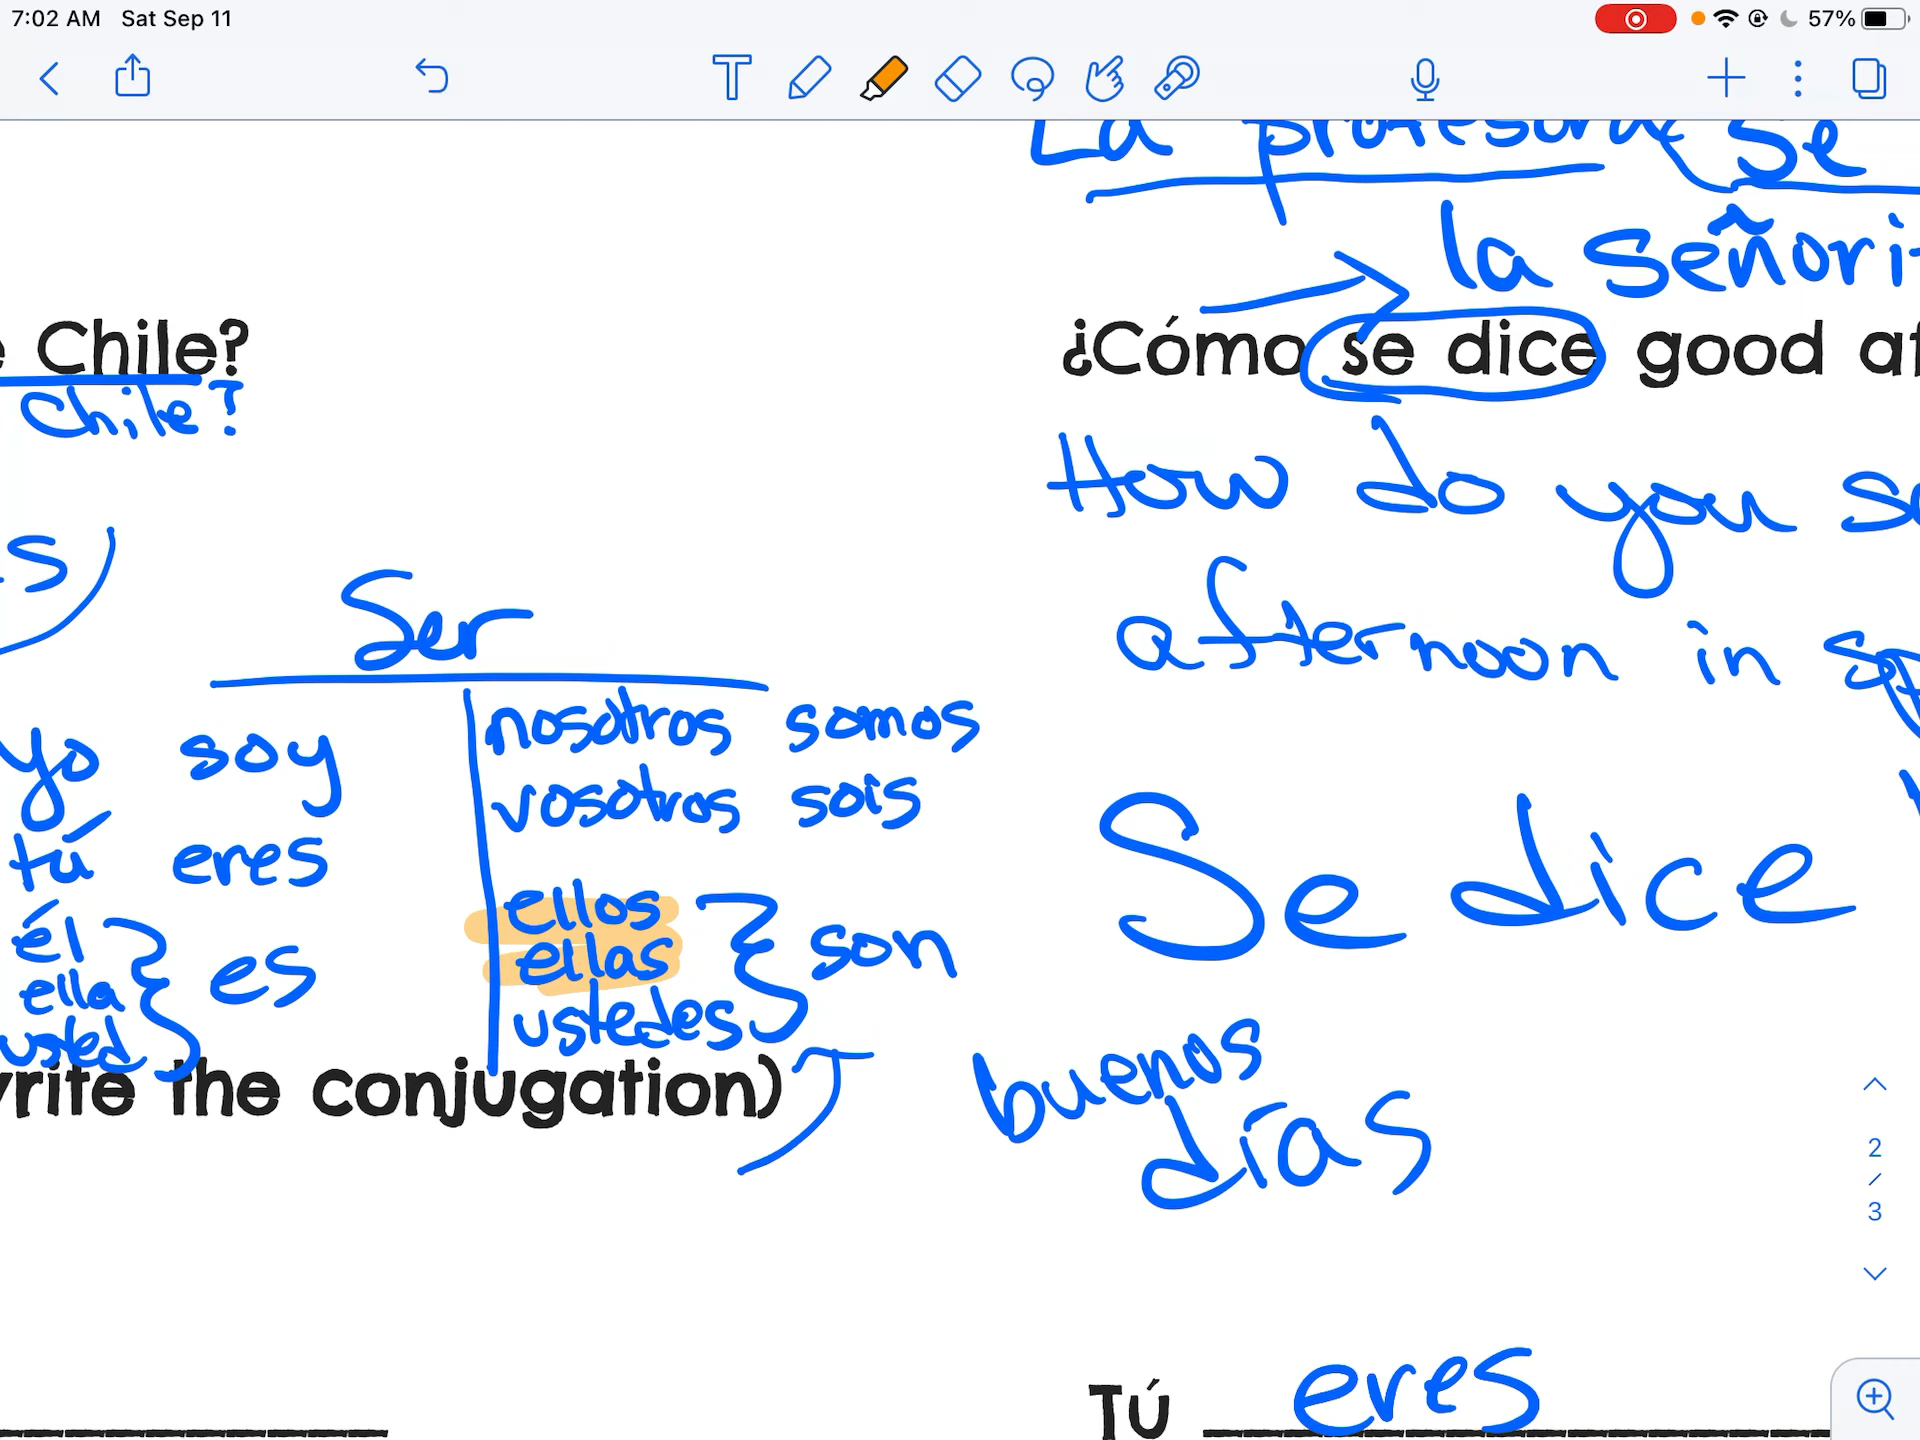 7:02 AM Sat Sep 11
57%
La profesora se
la señori
Chile?
Chile?
¿Cómo se dice good af
How do you s
s
afternoon in
Ser
yo soy
nosotros somos
tú eres
vosotros sois
él
ella
usted
es
ellos
ellas
ustedes
son
Se dice
write the conjugation)
buenos
días
2
/
3
Tú eres